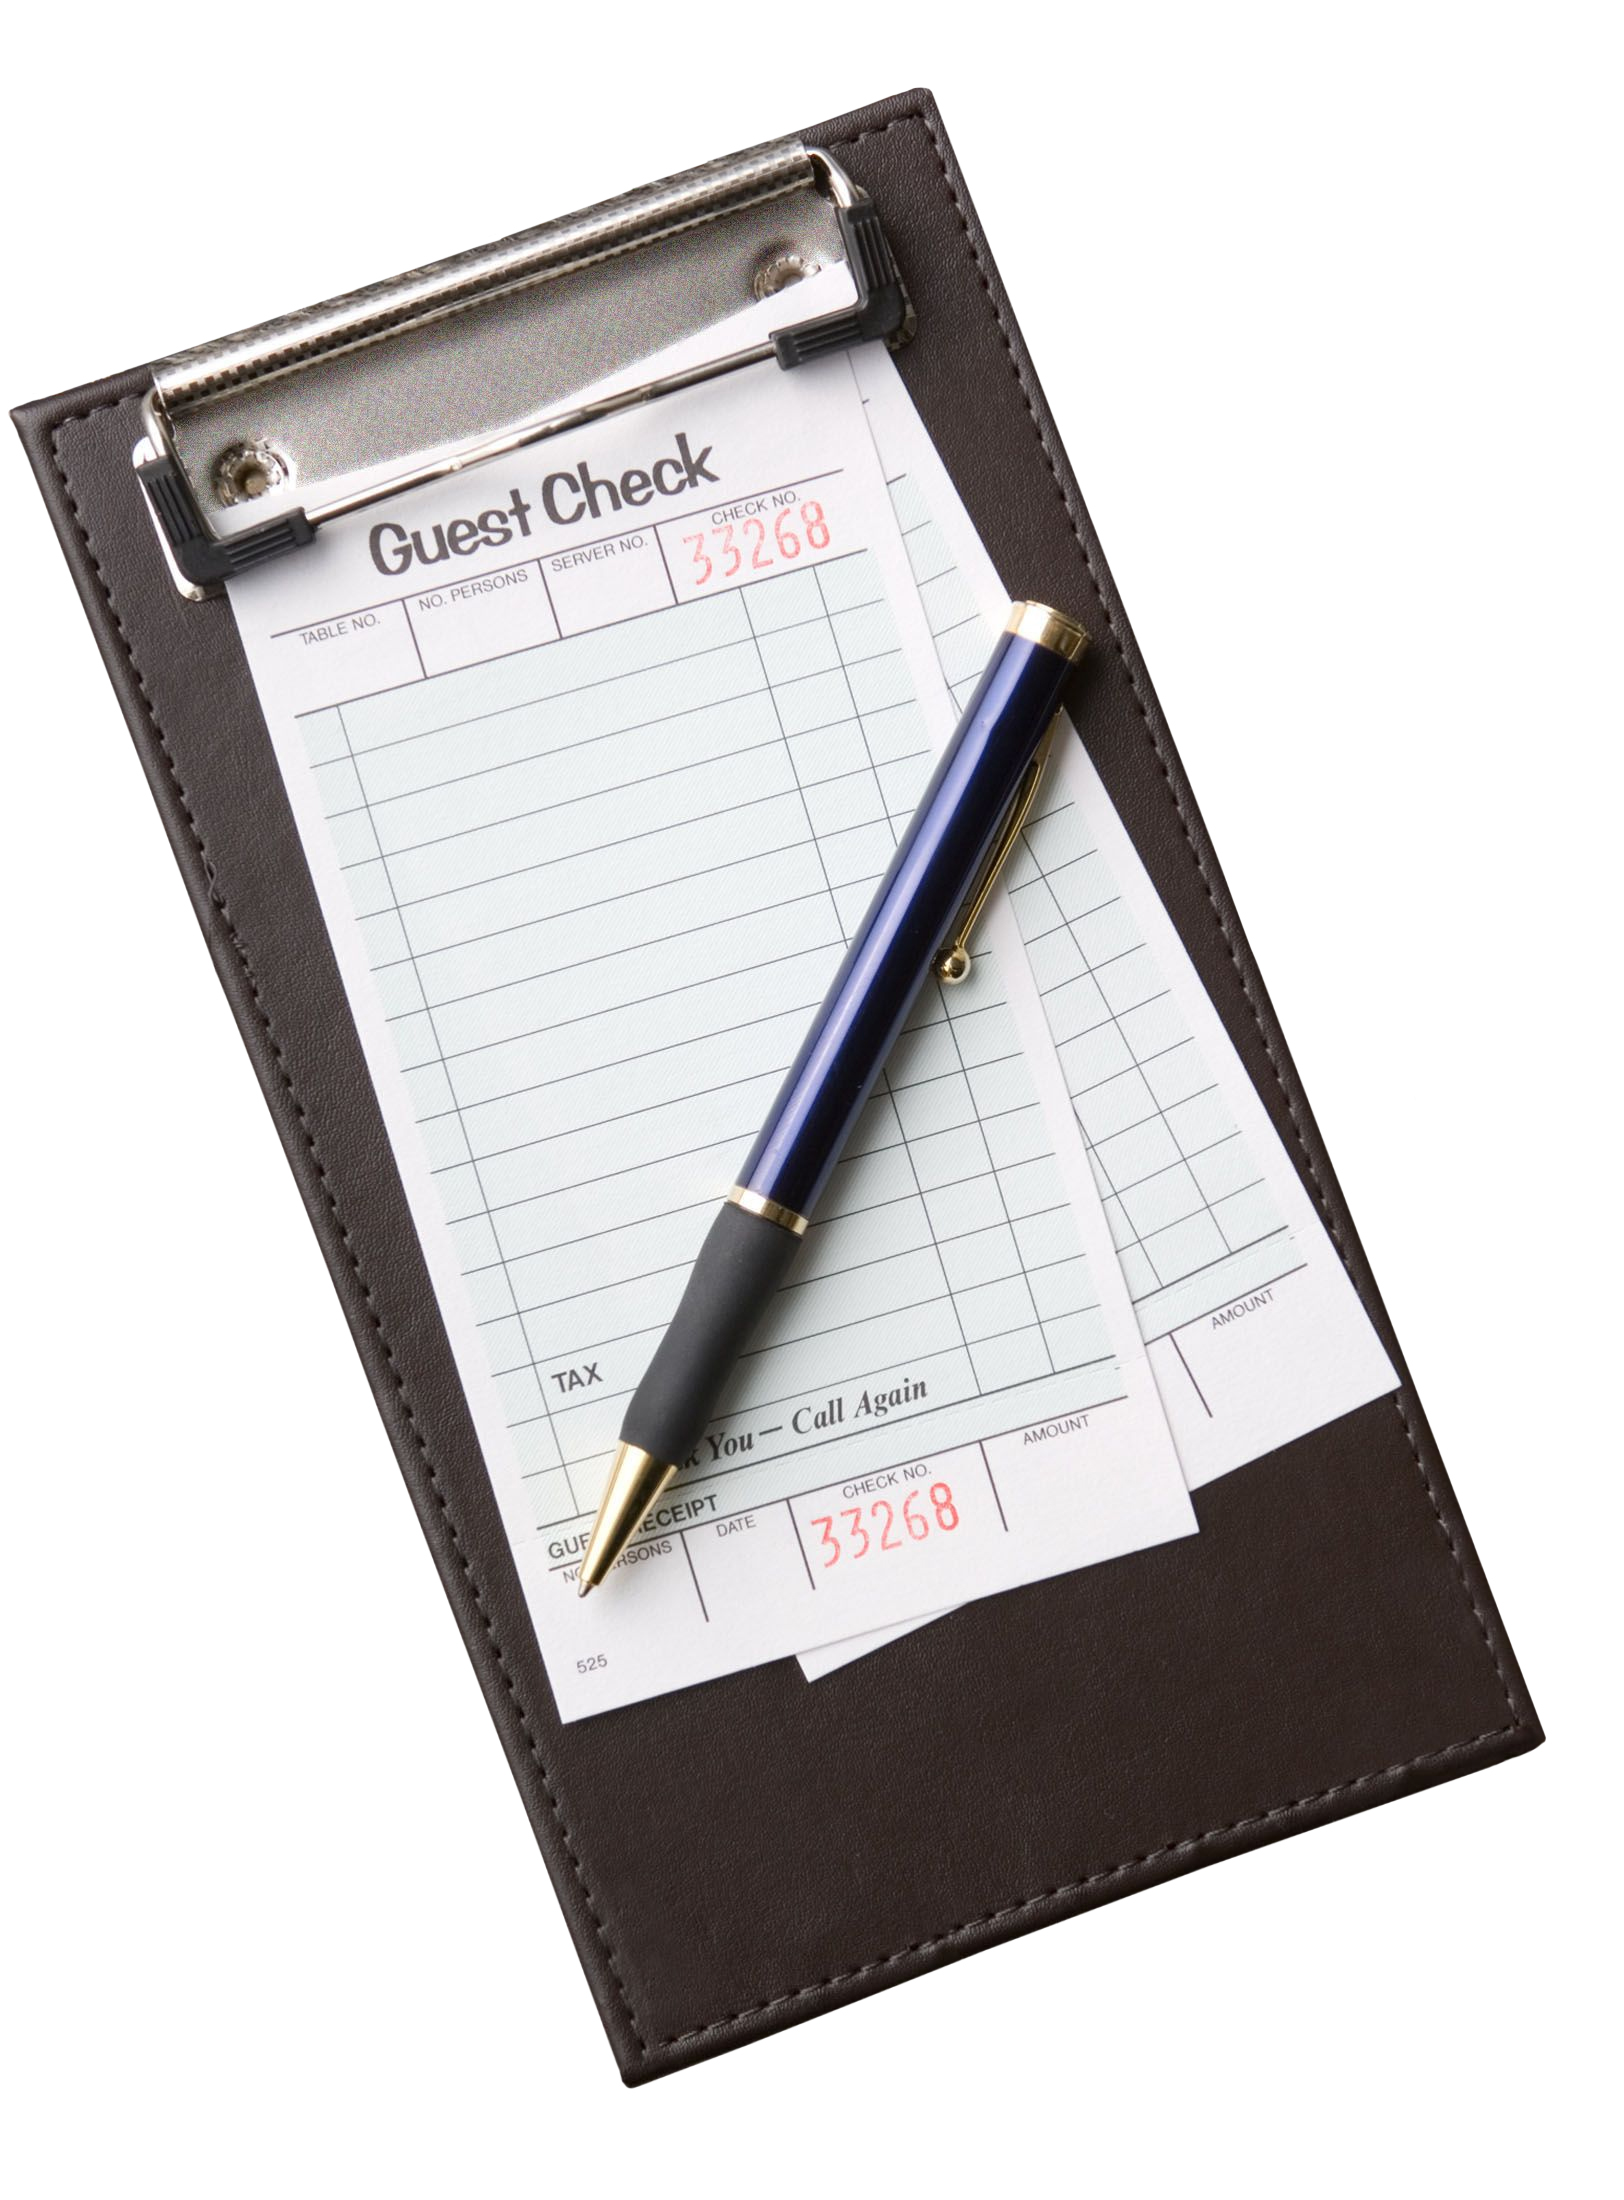 Guest Check
TABLE NO. NO. PERSONS SERVER NO. CHECK NO.
33268
TAX
You — Call Again
RECEIPT
DATE CHECK NO. AMOUNT
33268
525
AMOUNT